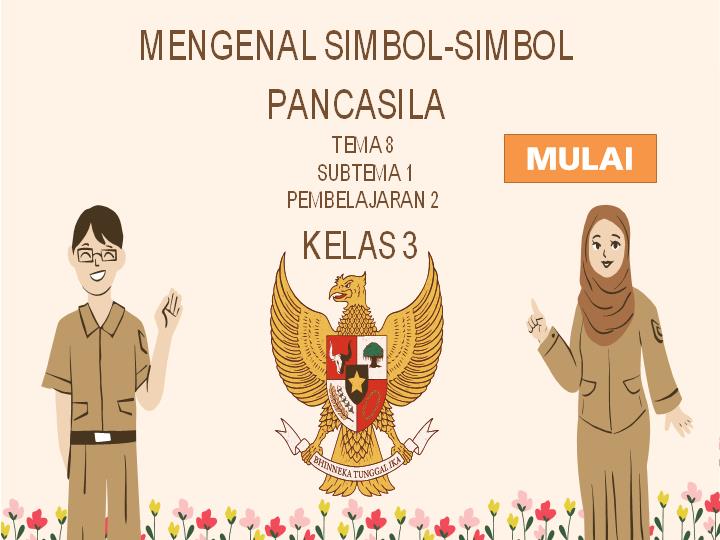 MENGENAL SIMBOL-SIMBOL
PANCASILA
TEMA 8
SUBTEMA 1
PEMBELAJARAN 2
KELAS 3
MULAI
BHINNEKA TUNGGAL IKA